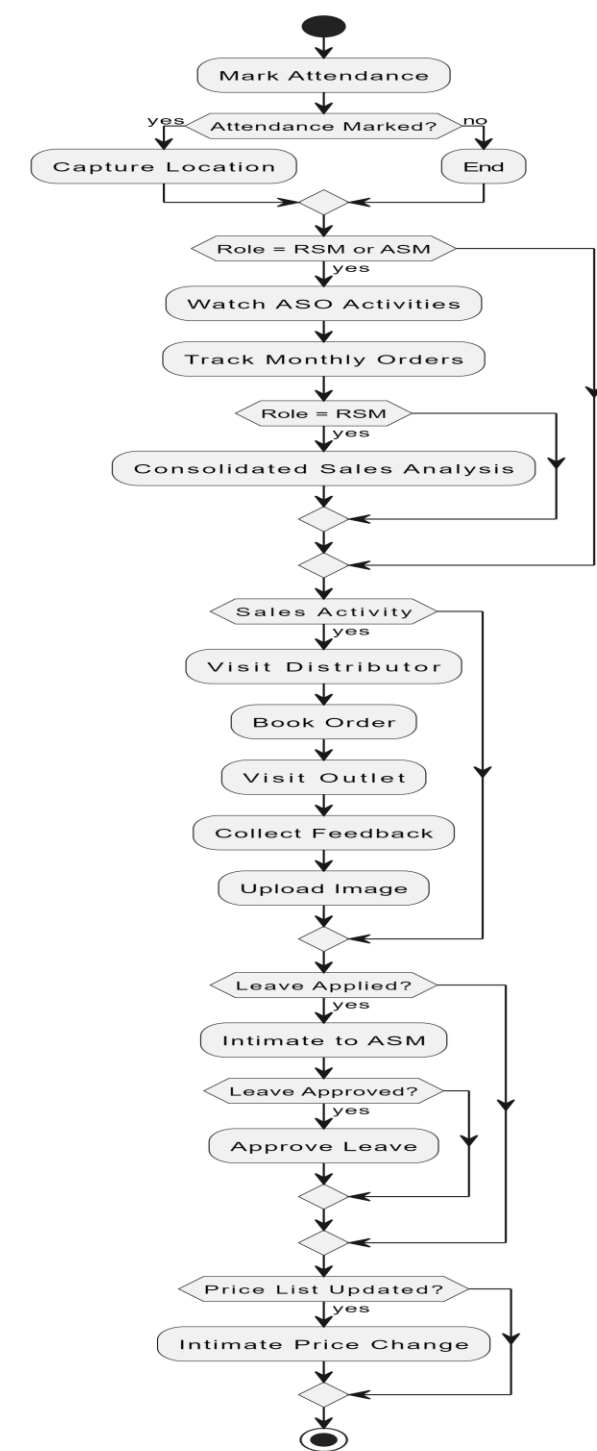 Mark Attendance
yes
Attendance Marked?
no
Capture Location
End
Role = RSM or ASM
yes
Watch ASO Activities
Track Monthly Orders
Role = RSM
yes
Consolidated Sales Analysis
Sales Activity
yes
Visit Distributor
Book Order
Visit Outlet
Collect Feedback
Upload Image
Leave Applied?
yes
Intimate to ASM
Leave Approved?
yes
Approve Leave
Price List Updated?
yes
Intimate Price Change